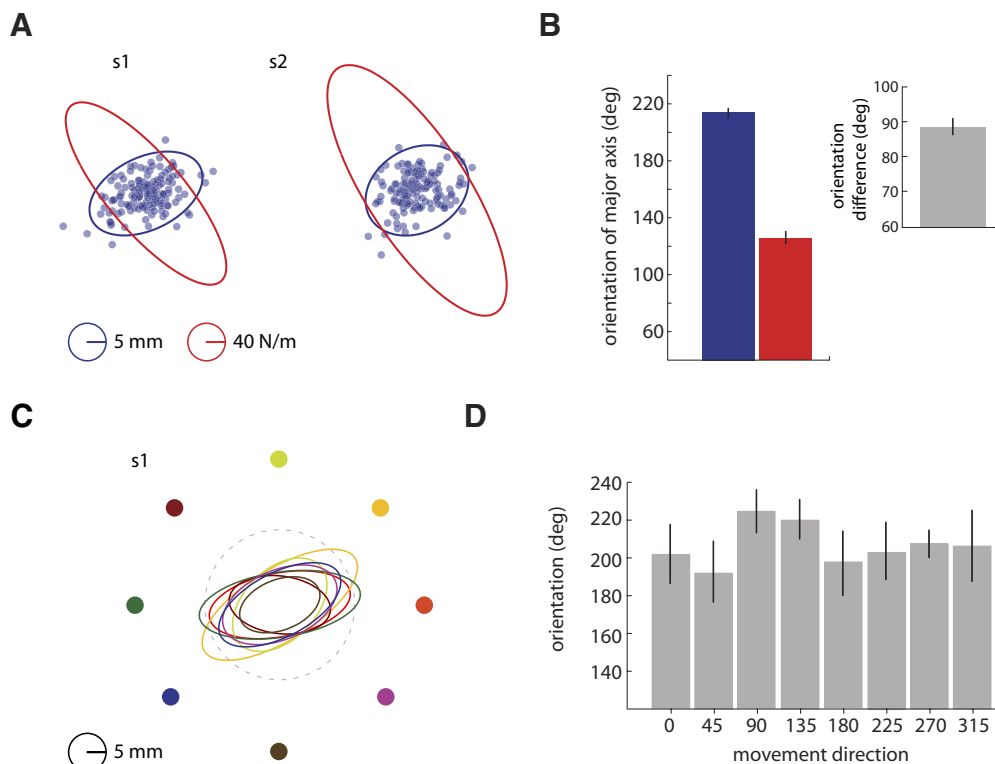 A
s1
s2
5 mm
40 N/m
B
orientation of major axis (deg)
220
180
140
100
60
orientation
difference (deg)
100
90
80
70
60
C
s1
5 mm
D
orientation (deg)
240
220
200
180
160
140
0 45 90 135 180 225 270 315
movement direction